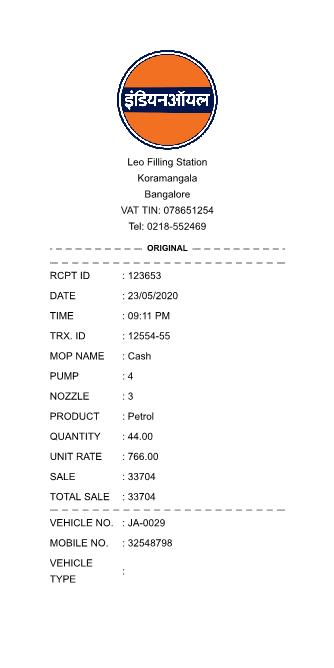 इंडियनऑयल
Leo Filling Station
Koramangala
Bangalore
VAT TIN: 078651254
Tel: 0218-552469
ORIGINAL
RCPT ID : 123653
DATE : 23/05/2020
TIME : 09:11 PM
TRX. ID : 12554-55
MOP NAME : Cash
PUMP : 4
NOZZLE : 3
PRODUCT : Petrol
QUANTITY : 44.00
UNIT RATE : 766.00
SALE : 33704
TOTAL SALE : 33704
VEHICLE NO. : JA-0029
MOBILE NO. : 32548798
VEHICLE
TYPE :